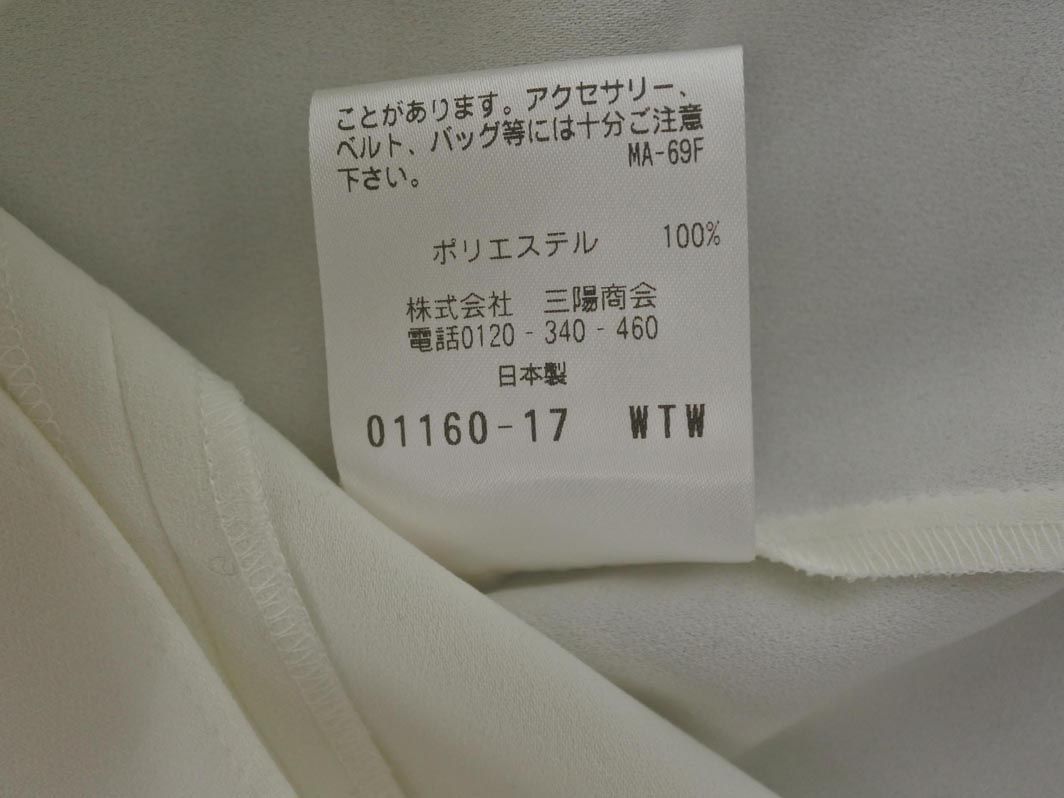 ことがあります。アクセサリー、
ベルト、バッグ等には十分ご注意
下さい。 MA-69F
ポリエステル 100%
株式会社 三陽商会
電話0120-340-460
日本製
01160-17 WTW